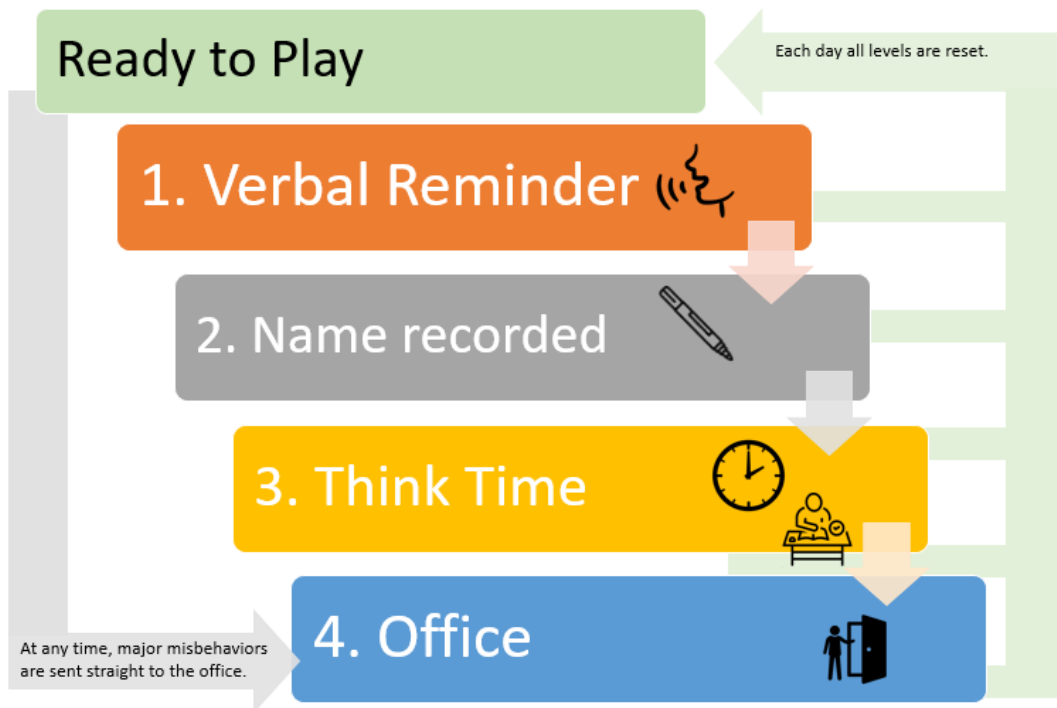 Ready to Play
Each day all levels are reset.
1. Verbal Reminder
2. Name recorded
3. Think Time
4. Office
At any time, major misbehaviors
are sent straight to the office.